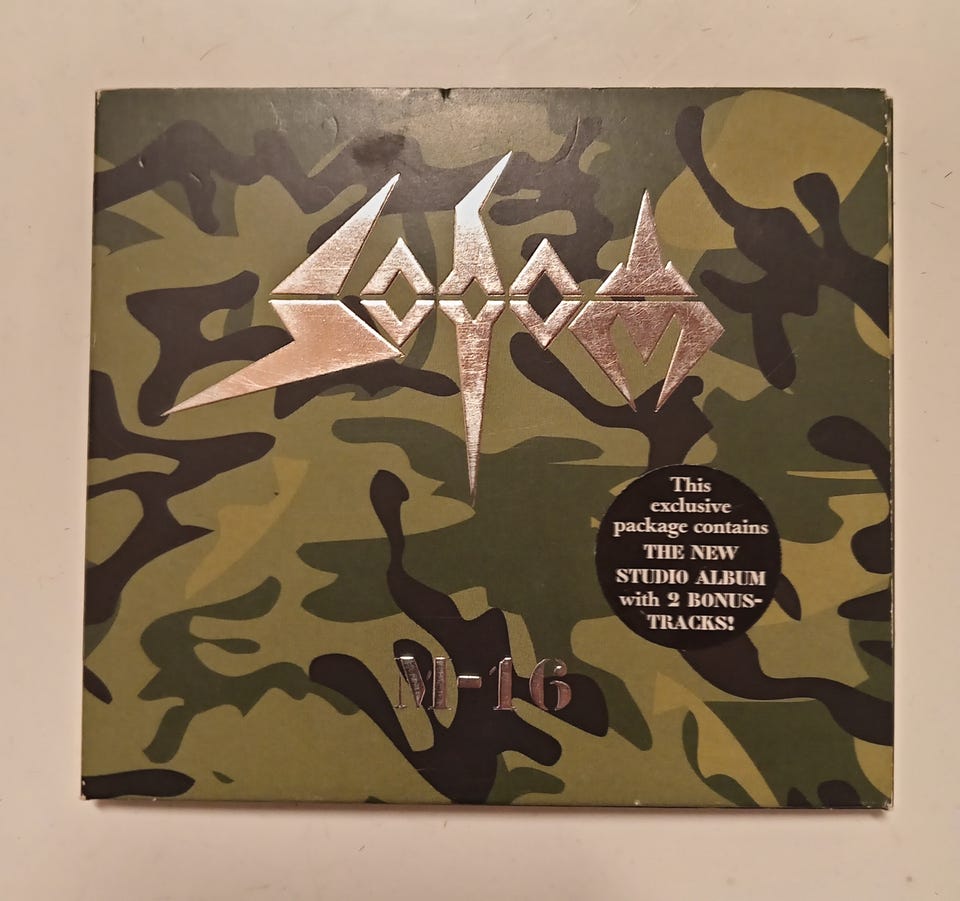 Sodom
This
exclusive
package contains
THE NEW
STUDIO ALBUM
with 2 BONUS-
TRACKS!
M-16